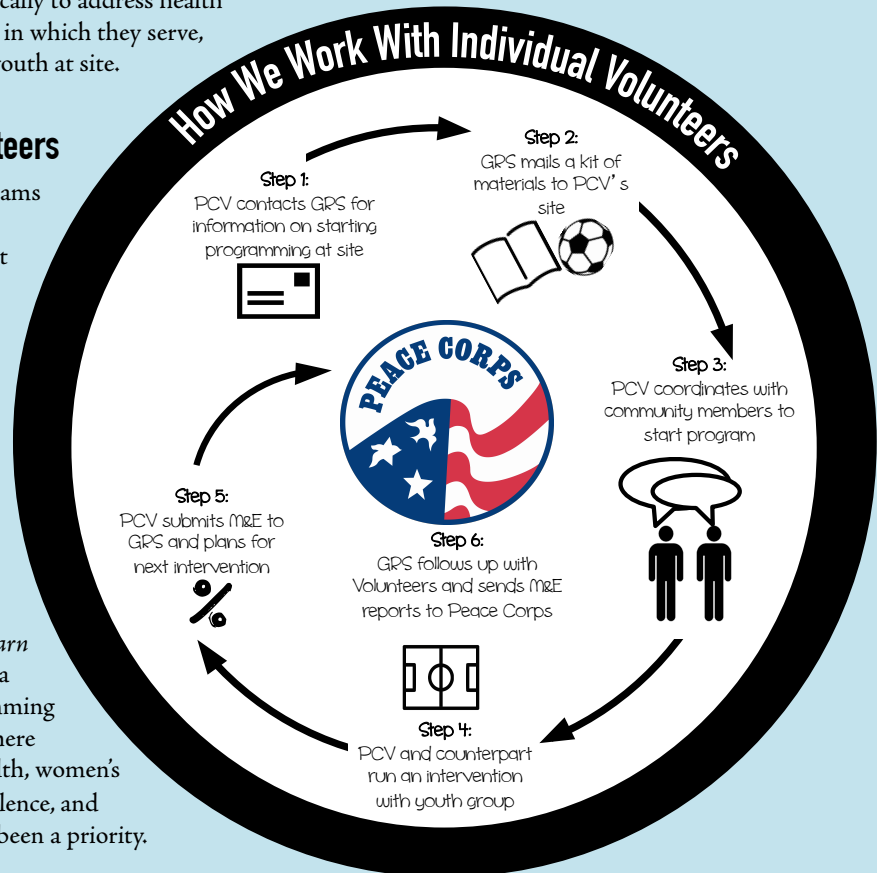 cally to address health
in which they serve,
outh at site.
teers
ams
t
arn
a
ming
here
lth, women's
lence, and
been a priority.
How We Work With Individual Volunteers
Step 1:
PCV contacts GRS for
information on starting
programming at site
Step 2:
GRS mails a kit of
materials to PCV's
site
Step 3:
PCV coordinates with
community members to
start program
Step 4:
PCV and counterpart
run an intervention
with youth group
Step 5:
PCV submits M&E to
GRS and plans for
next intervention
PEACE CORPS
Step 6:
GRS follows up with
Volunteers and sends M&E
reports to Peace Corps